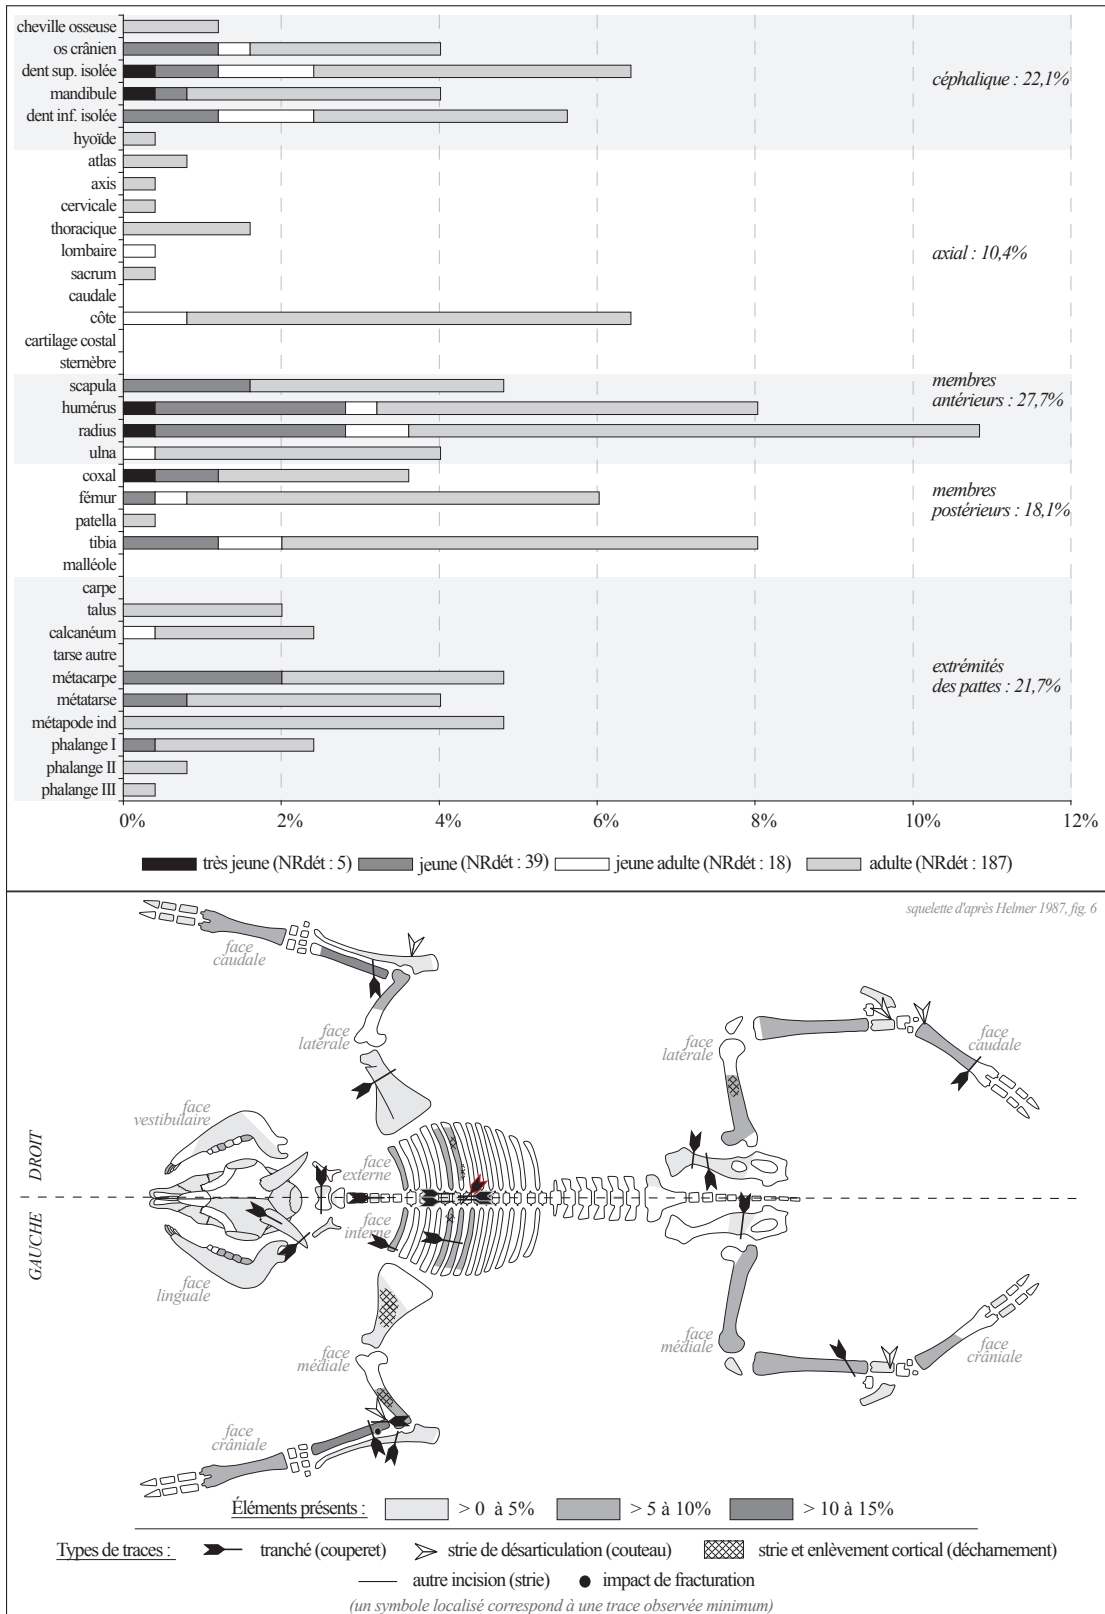 cheville osseuse
os crânien
dent sup. isolée
mandibule
dent inf. isolée
hyoïde
céphalique : 22,1%
atlas
axis
cervicale
thoracique
lombaire
sacrum
caudale
côte
cartilage costal
sternèbre
axial : 10,4%
scapula
humérus
radius
ulna
membres
antérieurs : 27,7%
coxal
fémur
patella
tibia
malléole
membres
postérieurs : 18,1%
carpe
talus
calcanéum
tarse autre
métacarpe
métatarse
métapode ind
phalange I
phalange II
phalange III
extrémités
des pattes : 21,7%
0% 2% 4% 6% 8% 10% 12%
très jeune (NRdét : 5) jeune (NRdét : 39) jeune adulte (NRdét : 18) adulte (NRdét : 187)
squelette d'après Helmer 1987, fig. 6
face
caudale
face
latérale
face
latérale
face
caudale
face
vestibulaire
face
externe
DROIT
GAUCHE
face
interne
face
linguale
face
médiale
face
médiale
face
crâniale
face
crâniale
Éléments présents : > 0 à 5% > 5 à 10% > 10 à 15%
Types de traces : tranché (couperet) strie de désarticulation (couteau) strie et enlèvement cortical (décharnement)
autre incision (strie) impact de fracturation
(un symbole localisé correspond à une trace observée minimum)